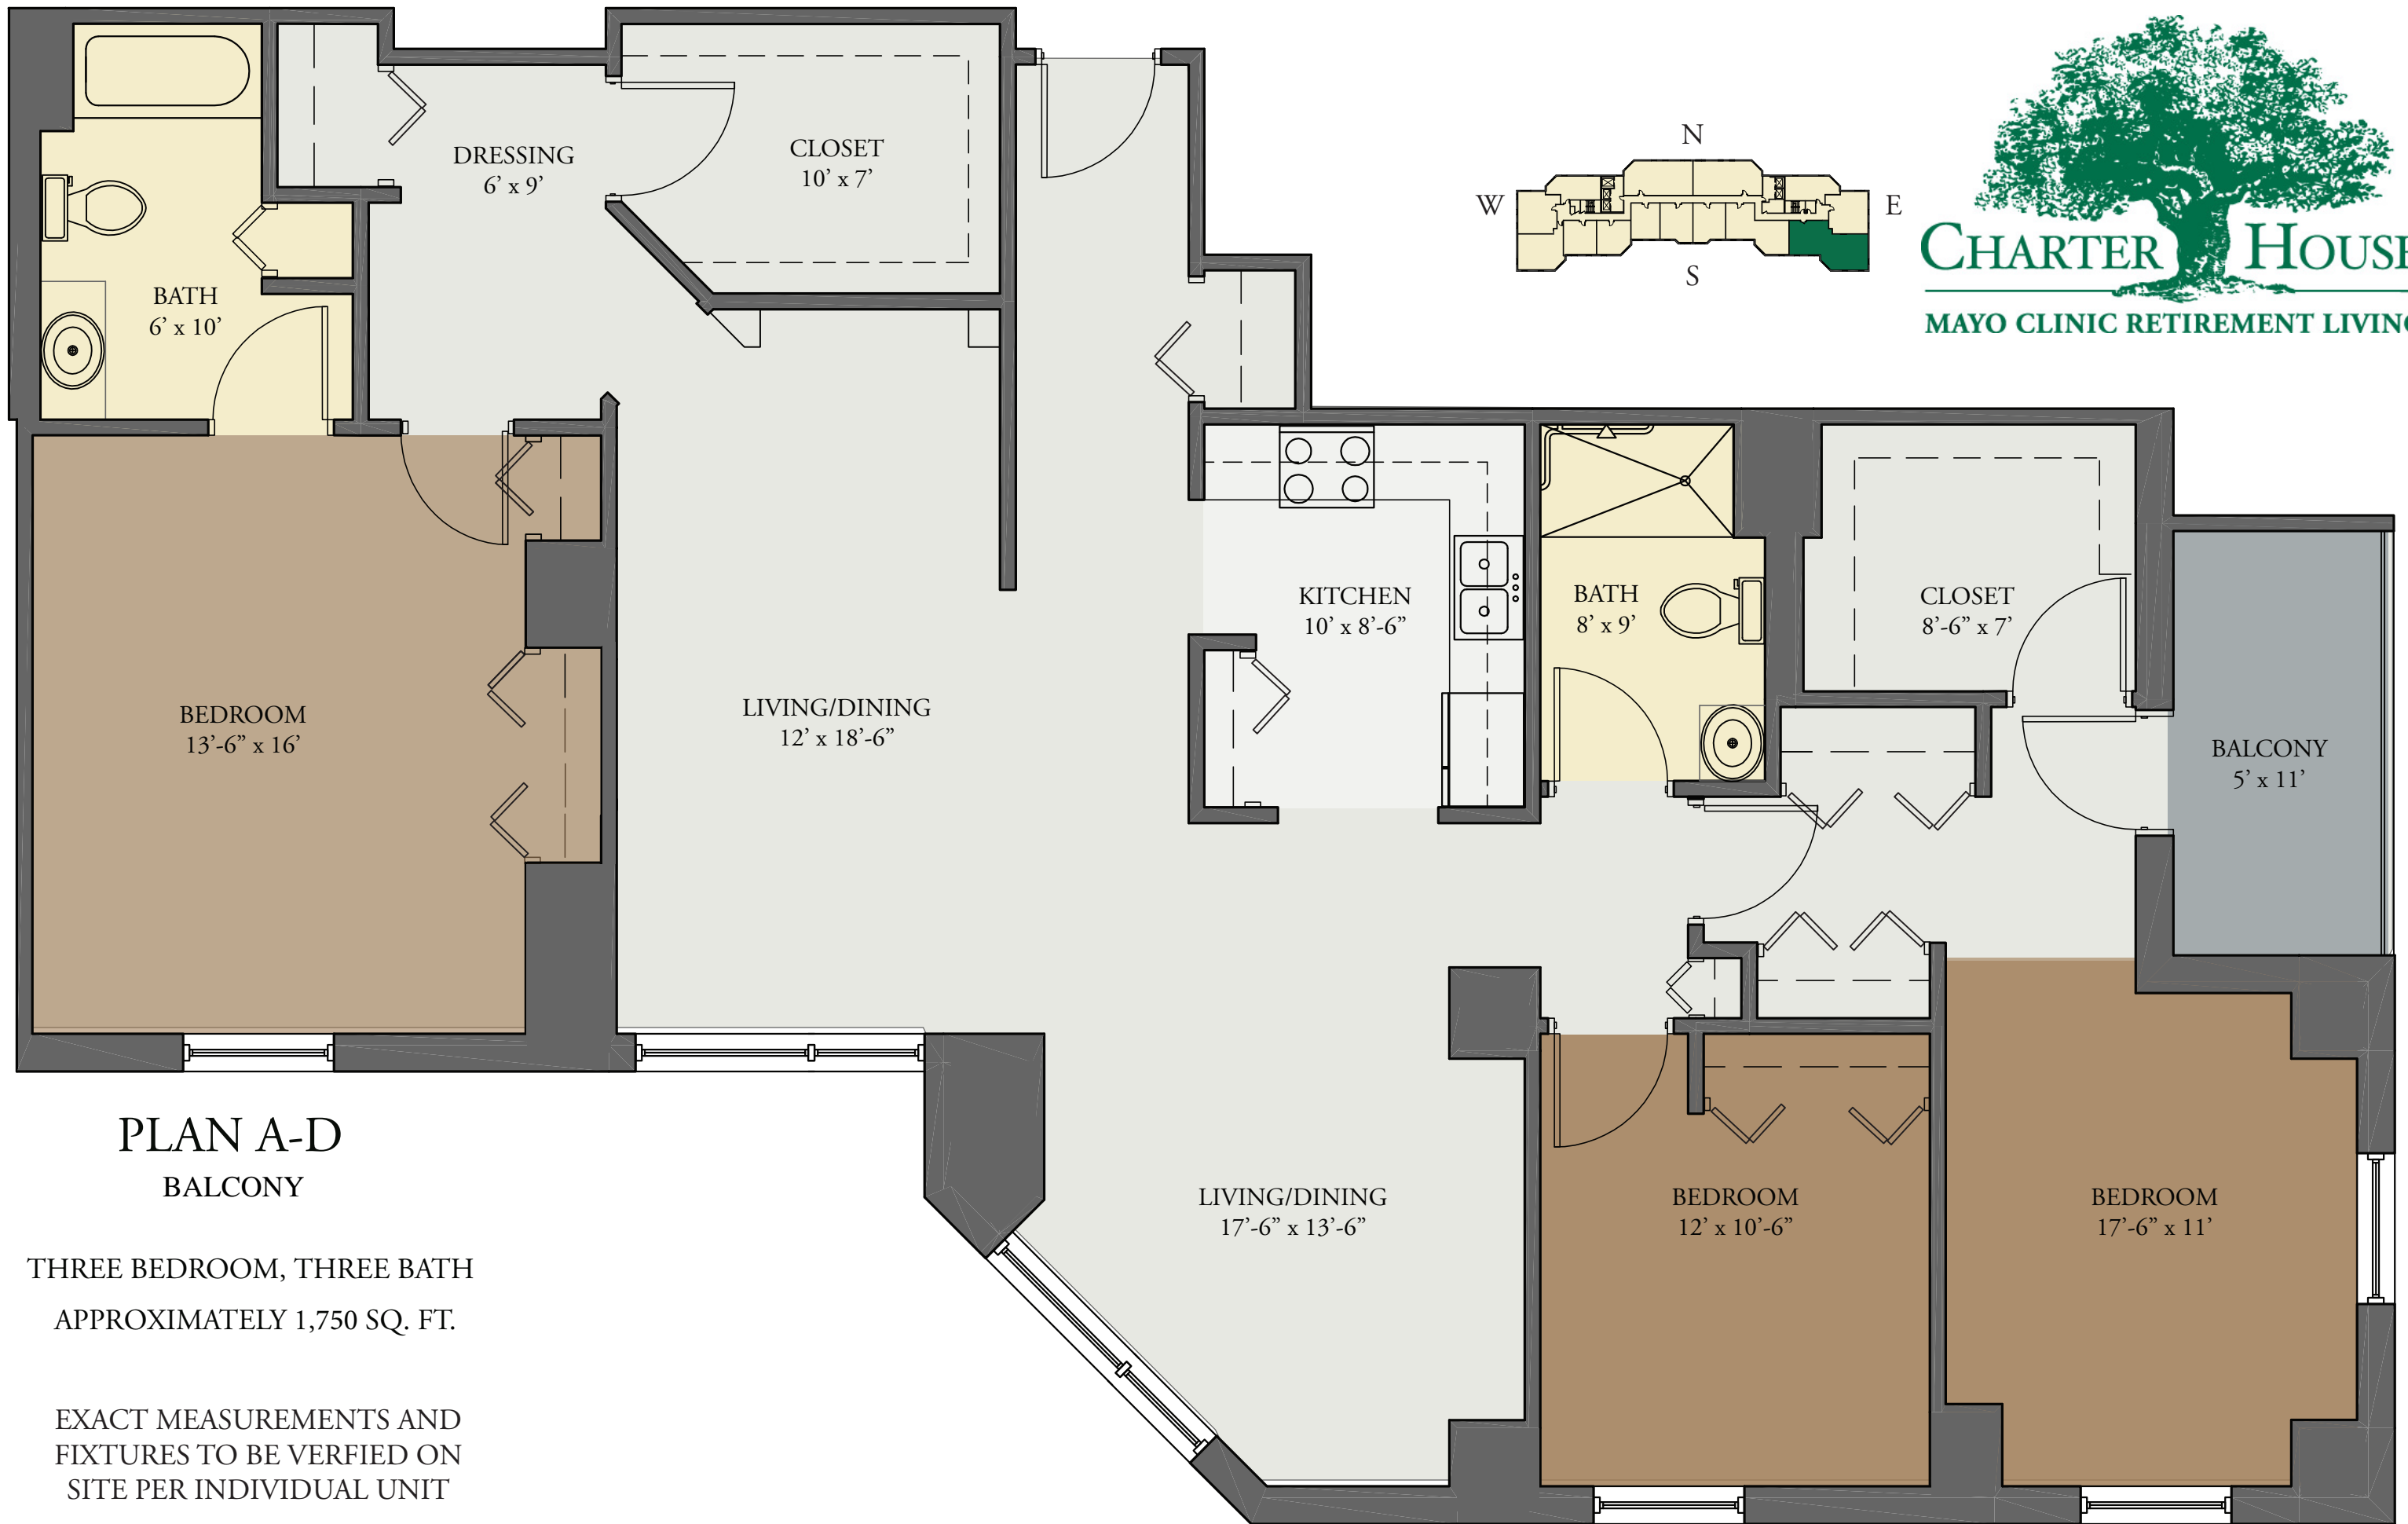 DRESSING
6’ x 9’
CLOSET
10’ x 7’
N
W
E
S
CHARTER HOUSE
MAYO CLINIC RETIREMENT LIVING
BATH
6’ x 10’
KITCHEN
10’ x 8’-6”
BATH
8’ x 9’
CLOSET
8’-6” x 7’
BEDROOM
13’-6” x 16’
LIVING/DINING
12’ x 18’-6”
BALCONY
5’ x 11’
LIVING/DINING
17’-6” x 13’-6”
BEDROOM
12’ x 10’-6”
BEDROOM
17’-6” x 11’
PLAN A-D
BALCONY
THREE BEDROOM, THREE BATH
APPROXIMATELY 1,750 SQ. FT.
EXACT MEASUREMENTS AND
FIXTURES TO BE VERFIED ON
SITE PER INDIVIDUAL UNIT